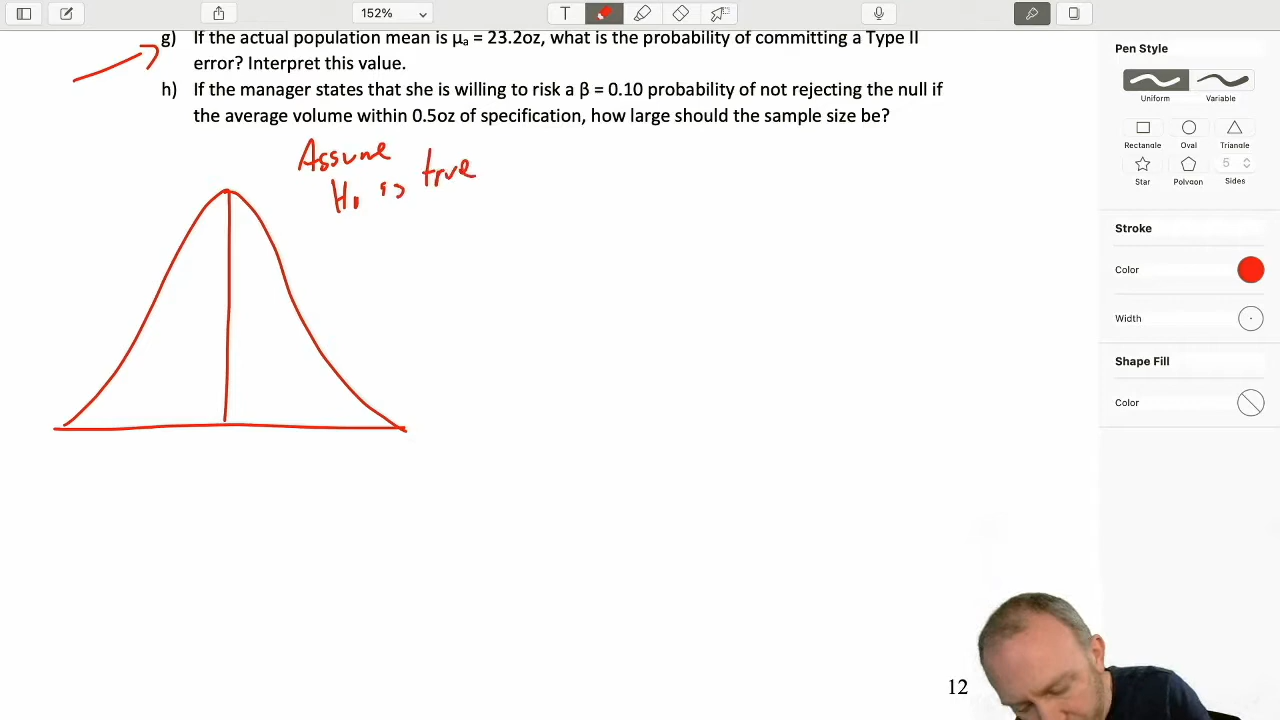 152%
T
g) If the actual population mean is μₐ = 23.2oz, what is the probability of committing a Type II
error? Interpret this value.
h) If the manager states that she is willing to risk a β = 0.10 probability of not rejecting the null if
the average volume within 0.5oz of specification, how large should the sample size be?
Assume
H₀ is true
12
Pen Style
Uniform Variable
Rectangle Oval Triangle
5
Star Polygon Sides
Stroke
Color
Width
Shape Fill
Color